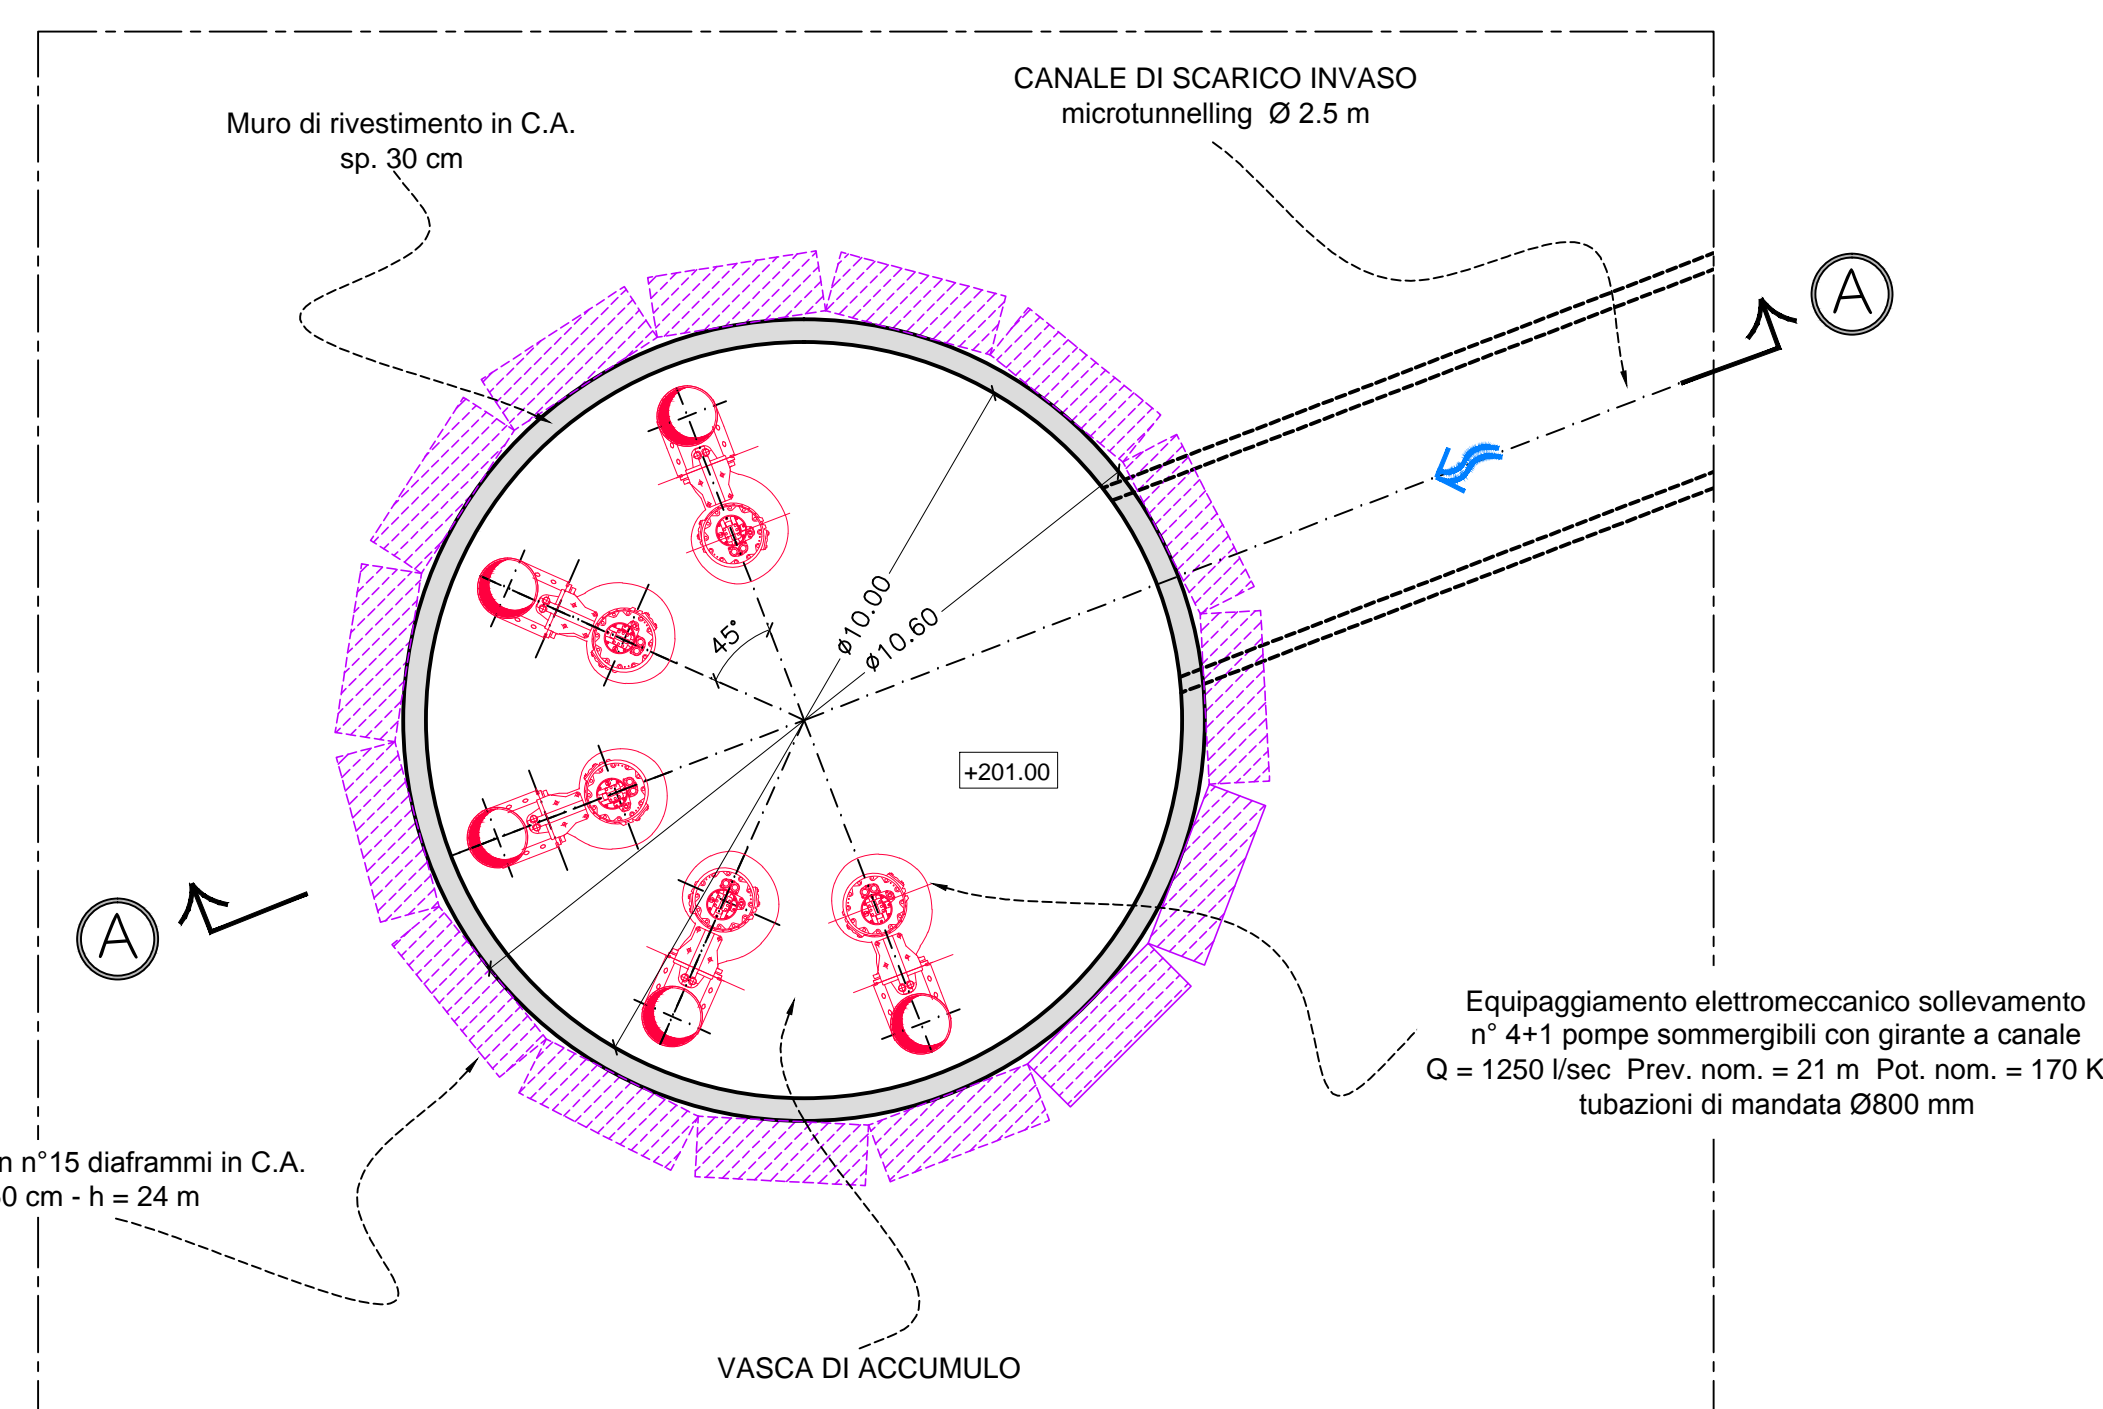 CANALE DI SCARICO INVASO
microtunnelling Ø 2.5 m
Muro di rivestimento in C.A.
sp. 30 cm
A
45°
ø10.00
ø10.60
+201.00
A
Equipaggiamento elettromeccanico sollevamento
n° 4+1 pompe sommergibili con girante a canale
Q = 1250 l/sec Prev. nom. = 21 m Pot. nom. = 170 K
tubazioni di mandata Ø800 mm
n°15 diaframmi in C.A.
cm - h = 24 m
VASCA DI ACCUMULO